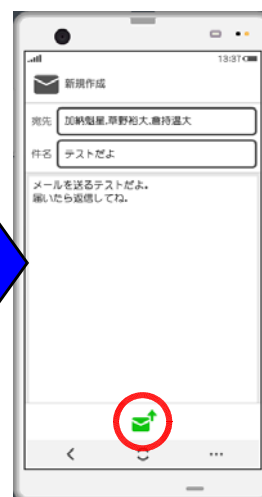 13:37
新規作成
宛先 加納魁星,草野裕大,倉持温大
件名 テストだよ
メールを送るテストだよ。
届いたら返信してね。